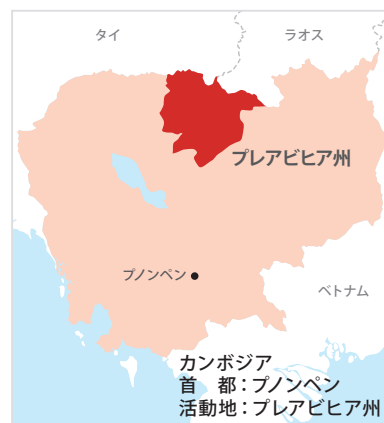 タイ
ラオス
プレアビヒア州
プノンペン
ベトナム
カンボジア
首　都：プノンペン
活動地：プレアビヒア州